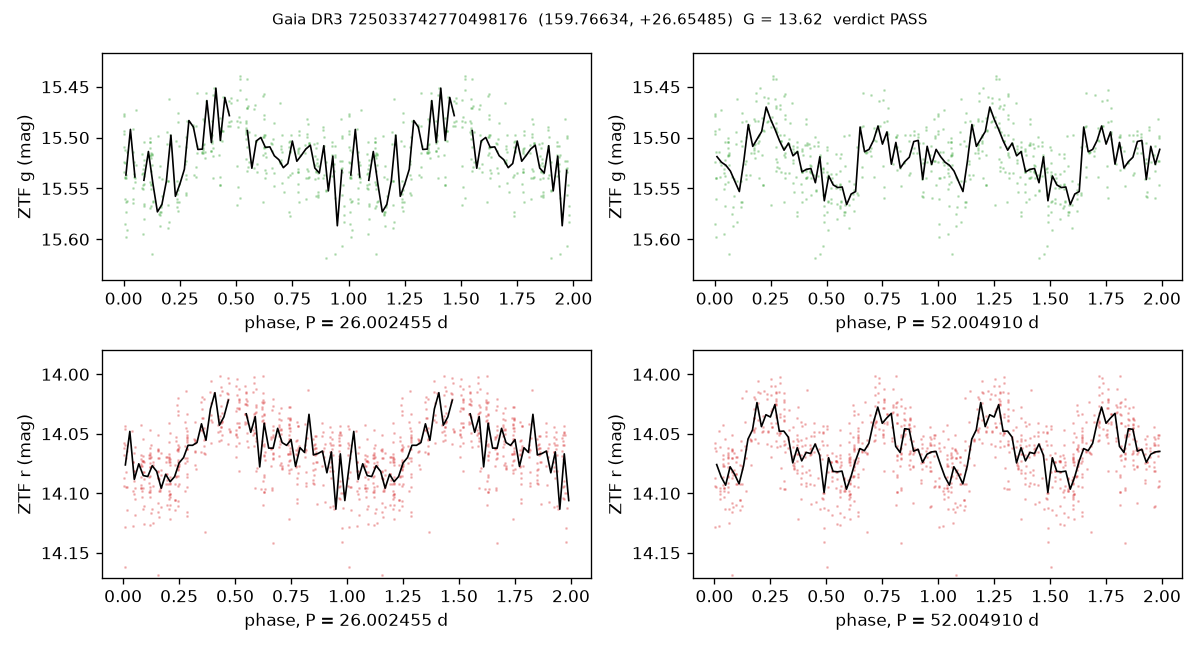 Gaia DR3 725033742770498176 (159.76634, +26.65485) G = 13.62 verdict PASS
ZTF g (mag)
15.45
15.50
15.55
15.60
0.00 0.25 0.50 0.75 1.00 1.25 1.50 1.75 2.00
phase, P = 26.002455 d
ZTF g (mag)
15.45
15.50
15.55
15.60
0.00 0.25 0.50 0.75 1.00 1.25 1.50 1.75 2.00
phase, P = 52.004910 d
ZTF r (mag)
14.00
14.05
14.10
14.15
0.00 0.25 0.50 0.75 1.00 1.25 1.50 1.75 2.00
phase, P = 26.002455 d
ZTF r (mag)
14.00
14.05
14.10
14.15
0.00 0.25 0.50 0.75 1.00 1.25 1.50 1.75 2.00
phase, P = 52.004910 d